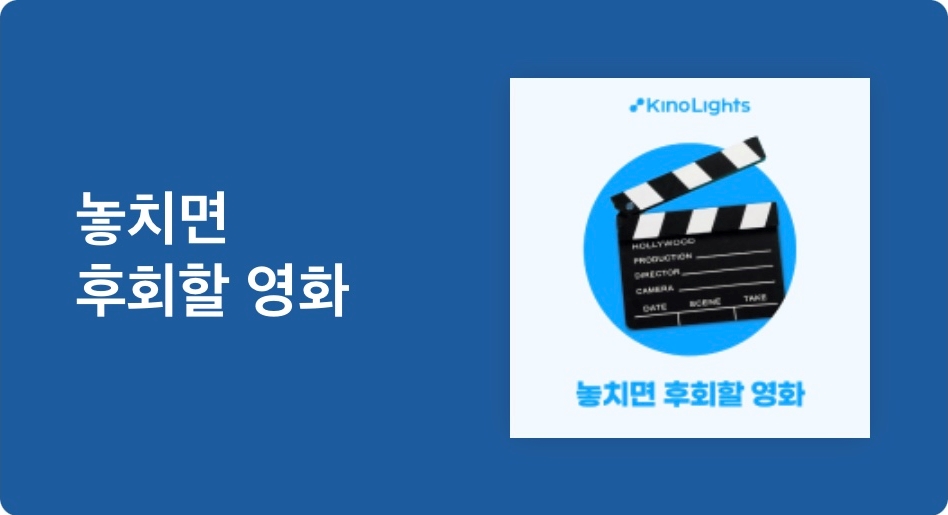 놓치면
후회할 영화
KinoLights
HOLLYWOOD
PRODUCTION
DIRECTOR
CAMERA
DATE SCENE TAKE
놓치면 후회할 영화